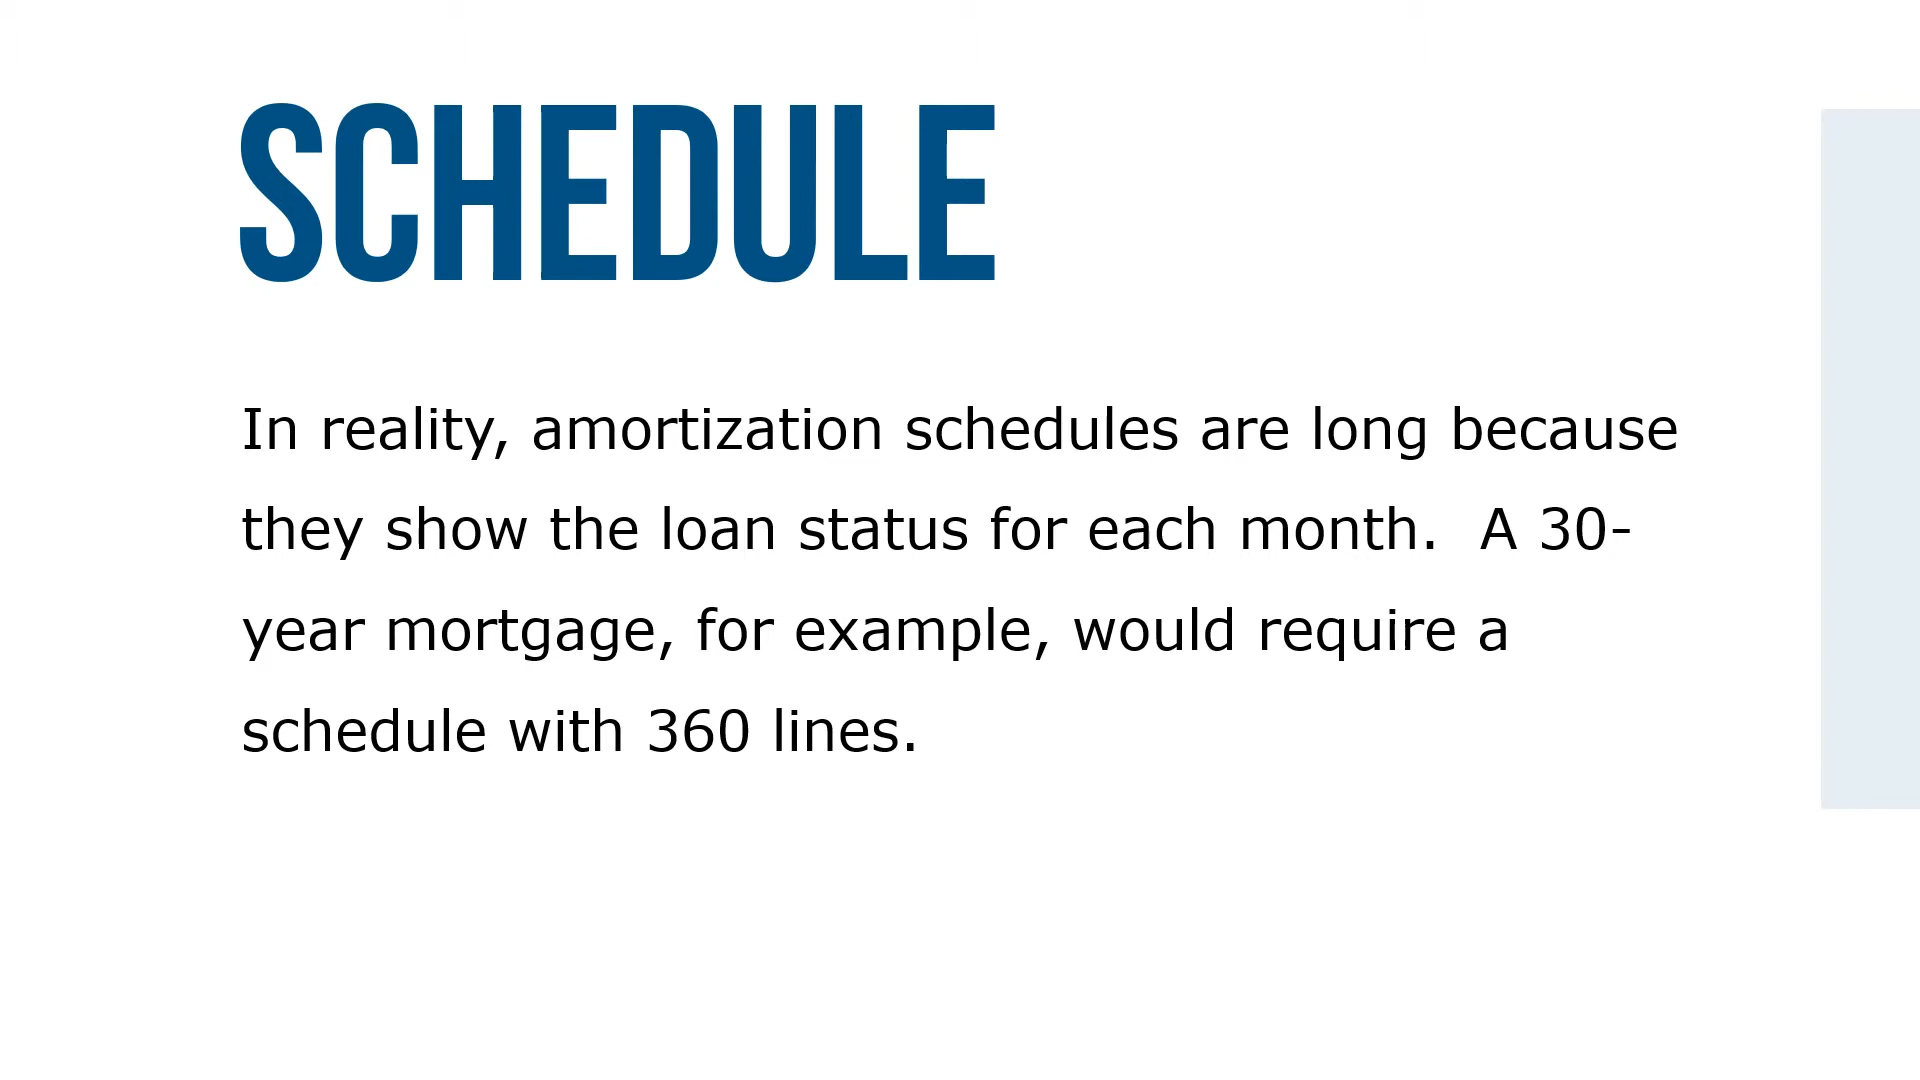 SCHEDULE
In reality, amortization schedules are long because
they show the loan status for each month.  A 30-
year mortgage, for example, would require a
schedule with 360 lines.